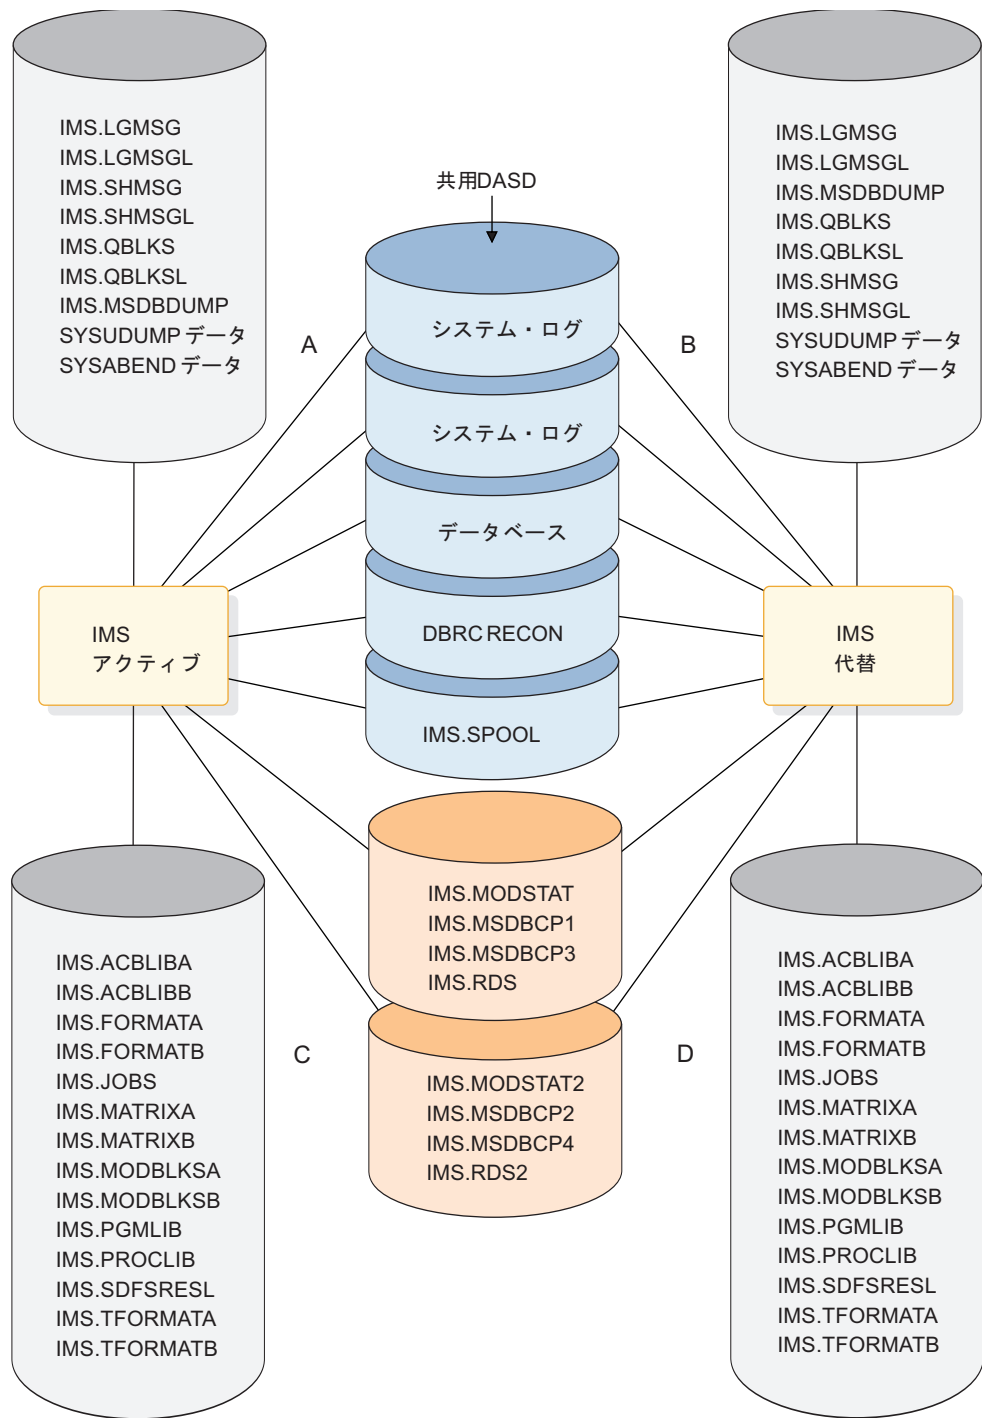 IMS.LGMSG
IMS.LGMSGL
IMS.SHMSG
IMS.SHMSGL
IMS.QBLKS
IMS.QBLKSL
IMS.MSDBDUMP
SYSUDUMP データ
SYSABEND データ
共用DASD
IMS.LGMSG
IMS.LGMSGL
IMS.MSDBDUMP
IMS.QBLKS
IMS.QBLKSL
IMS.SHMSG
IMS.SHMSGL
SYSUDUMP データ
SYSABEND データ
A
システム・ログ
B
システム・ログ
データベース
DBRC RECON
IMS.SPOOL
IMS
アクティブ
IMS
代替
IMS.MODSTAT
IMS.MSDBCP1
IMS.MSDBCP3
IMS.RDS
C
D
IMS.MODSTAT2
IMS.MSDBCP2
IMS.MSDBCP4
IMS.RDS2
IMS.ACBLIBA
IMS.ACBLIBB
IMS.FORMATA
IMS.FORMATB
IMS.JOBS
IMS.MATRIXA
IMS.MATRIXB
IMS.MODBLKSA
IMS.MODBLKSB
IMS.PGMLIB
IMS.PROCLIB
IMS.SDFSRESL
IMS.TFORMATA
IMS.TFORMATB
IMS.ACBLIBA
IMS.ACBLIBB
IMS.FORMATA
IMS.FORMATB
IMS.JOBS
IMS.MATRIXA
IMS.MATRIXB
IMS.MODBLKSA
IMS.MODBLKSB
IMS.PGMLIB
IMS.PROCLIB
IMS.SDFSRESL
IMS.TFORMATA
IMS.TFORMATB